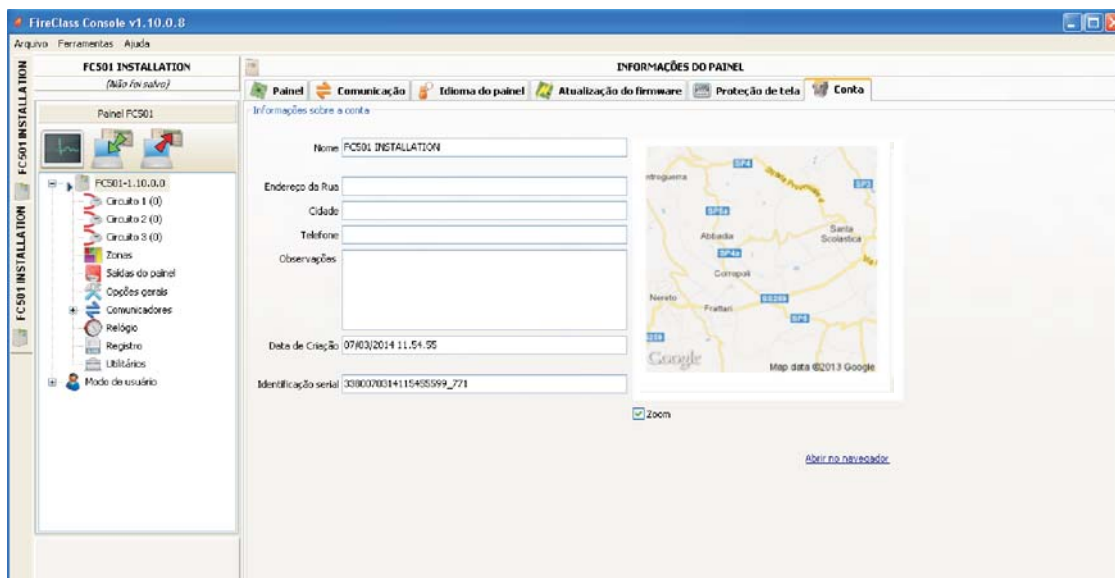 FireClass Console v1.10.0.8
Arquivo Ferramentas Ajuda
FC501 INSTALLATION
FC501 INSTALLATION
FC501 INSTALLATION
(Não foi salvo)
Painel FC501
FC501-1.10.0.0
Circuito 1 (0)
Circuito 2 (0)
Circuito 3 (0)
Zonas
Saídas do painel
Opções gerais
Comunicadores
Relógio
Registro
Utilitários
Modo de usuário
INFORMAÇÕES DO PAINEL
Painel Comunicação Idioma do painel Atualização do firmware Proteção de tela Conta
Informações sobre a conta
Nome FC501 INSTALLATION
Endereço da Rua
Cidade
Telefone
Observações
Data de Criação 07/03/2014 11.54.55
Identificação serial
SP4
ntroguerra
SP2
SP5a
Abbadia
Santa
Scolastica
SP4a
Corropoli
Nereto
Frattari
SS259
SP8
259
Google
Map data ©2013 Google
Zoom
Abrir no navegador